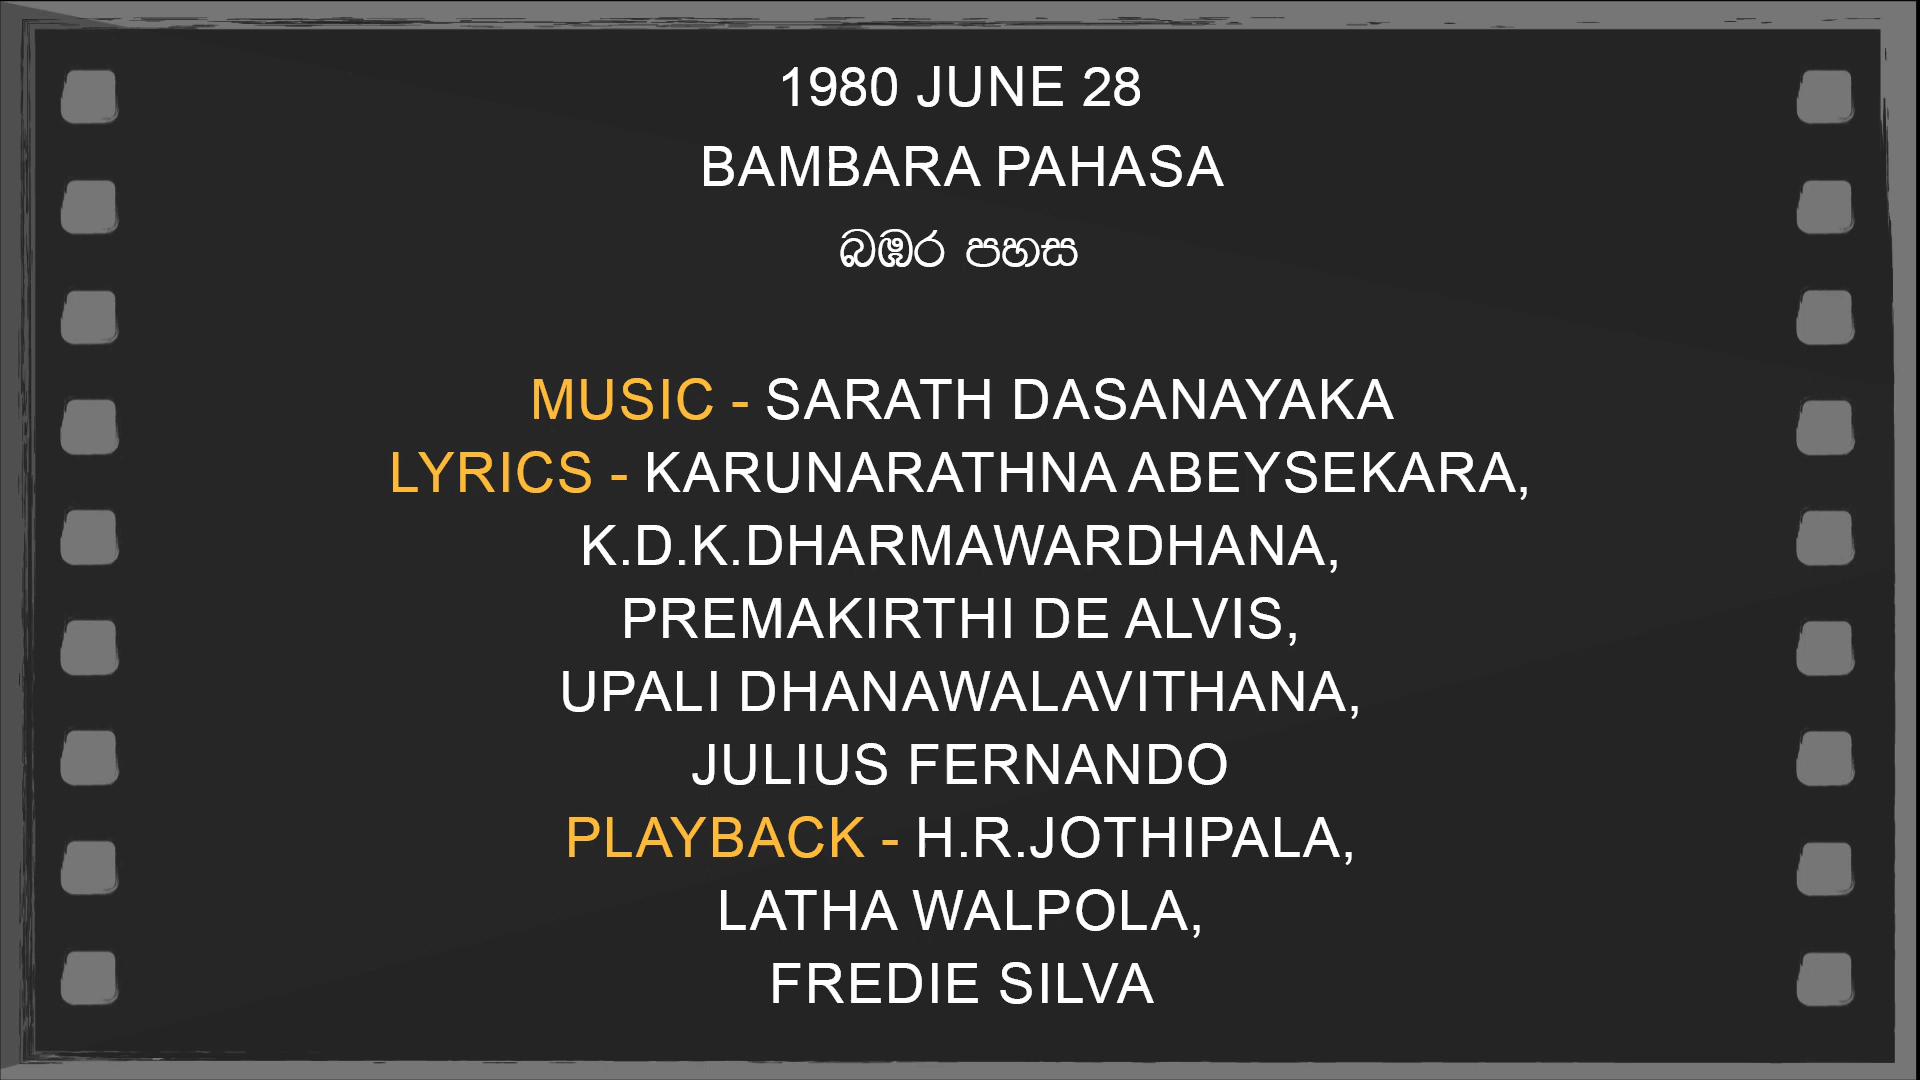 1980 JUNE 28
BAMBARA PAHASA
බඹර පහස
MUSIC - SARATH DASANAYAKA
LYRICS - KARUNARATHNA ABEYSEKARA,
K.D.K.DHARMAWARDHANA,
PREMAKIRTHI DE ALVIS,
UPALI DHANAWALAVITHANA,
JULIUS FERNANDO
PLAYBACK - H.R.JOTHIPALA,
LATHA WALPOLA,
FREDIE SILVA